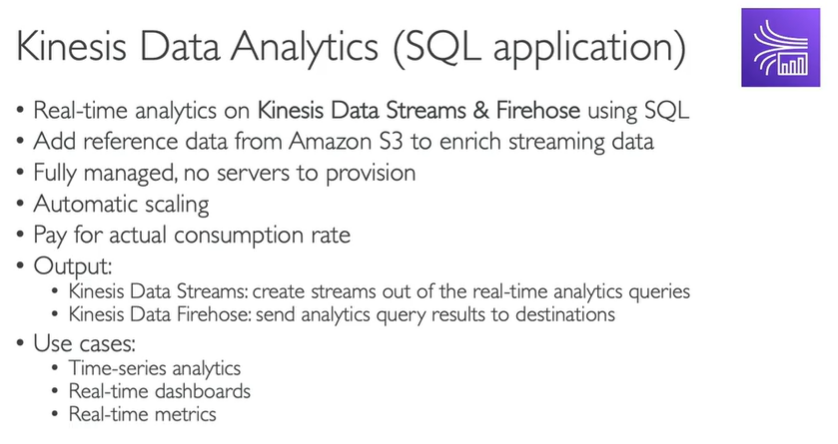 Kinesis Data Analytics (SQL application)
• Real-time analytics on Kinesis Data Streams & Firehose using SQL
• Add reference data from Amazon S3 to enrich streaming data
• Fully managed, no servers to provision
• Automatic scaling
• Pay for actual consumption rate
• Output:
• Kinesis Data Streams: create streams out of the real-time analytics queries
• Kinesis Data Firehose: send analytics query results to destinations
• Use cases:
• Time-series analytics
• Real-time dashboards
• Real-time metrics